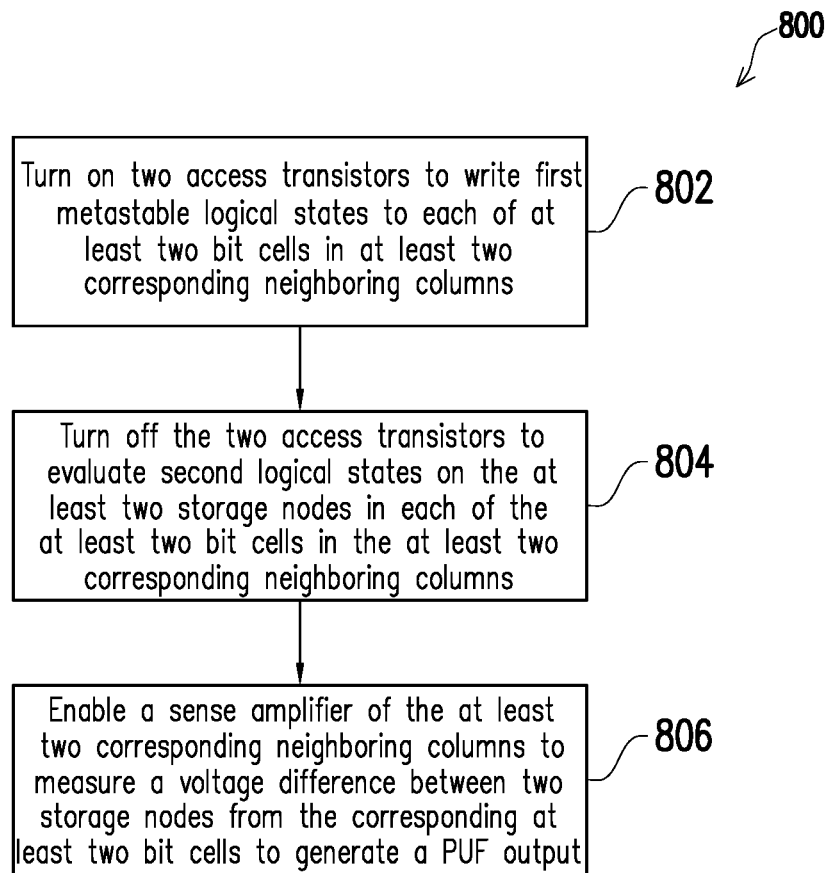 800
Turn on two access transistors to write first
metastable logical states to each of at
least two bit cells in at least two
corresponding neighboring columns
802
Turn off the two access transistors to
evaluate second logical states on the at
least two storage nodes in each of the
at least two bit cells in the at least two
corresponding neighboring columns
804
Enable a sense amplifier of the at least
two corresponding neighboring columns to
measure a voltage difference between two
storage nodes from the corresponding at
least two bit cells to generate a PUF output
806